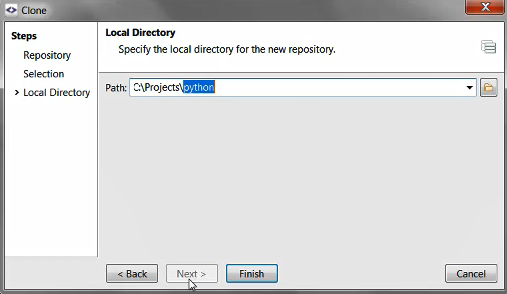 Clone
Steps
Repository
Selection
> Local Directory
Local Directory
Specify the local directory for the new repository.
Path: C:\Projects\python
< Back Next > Finish Cancel